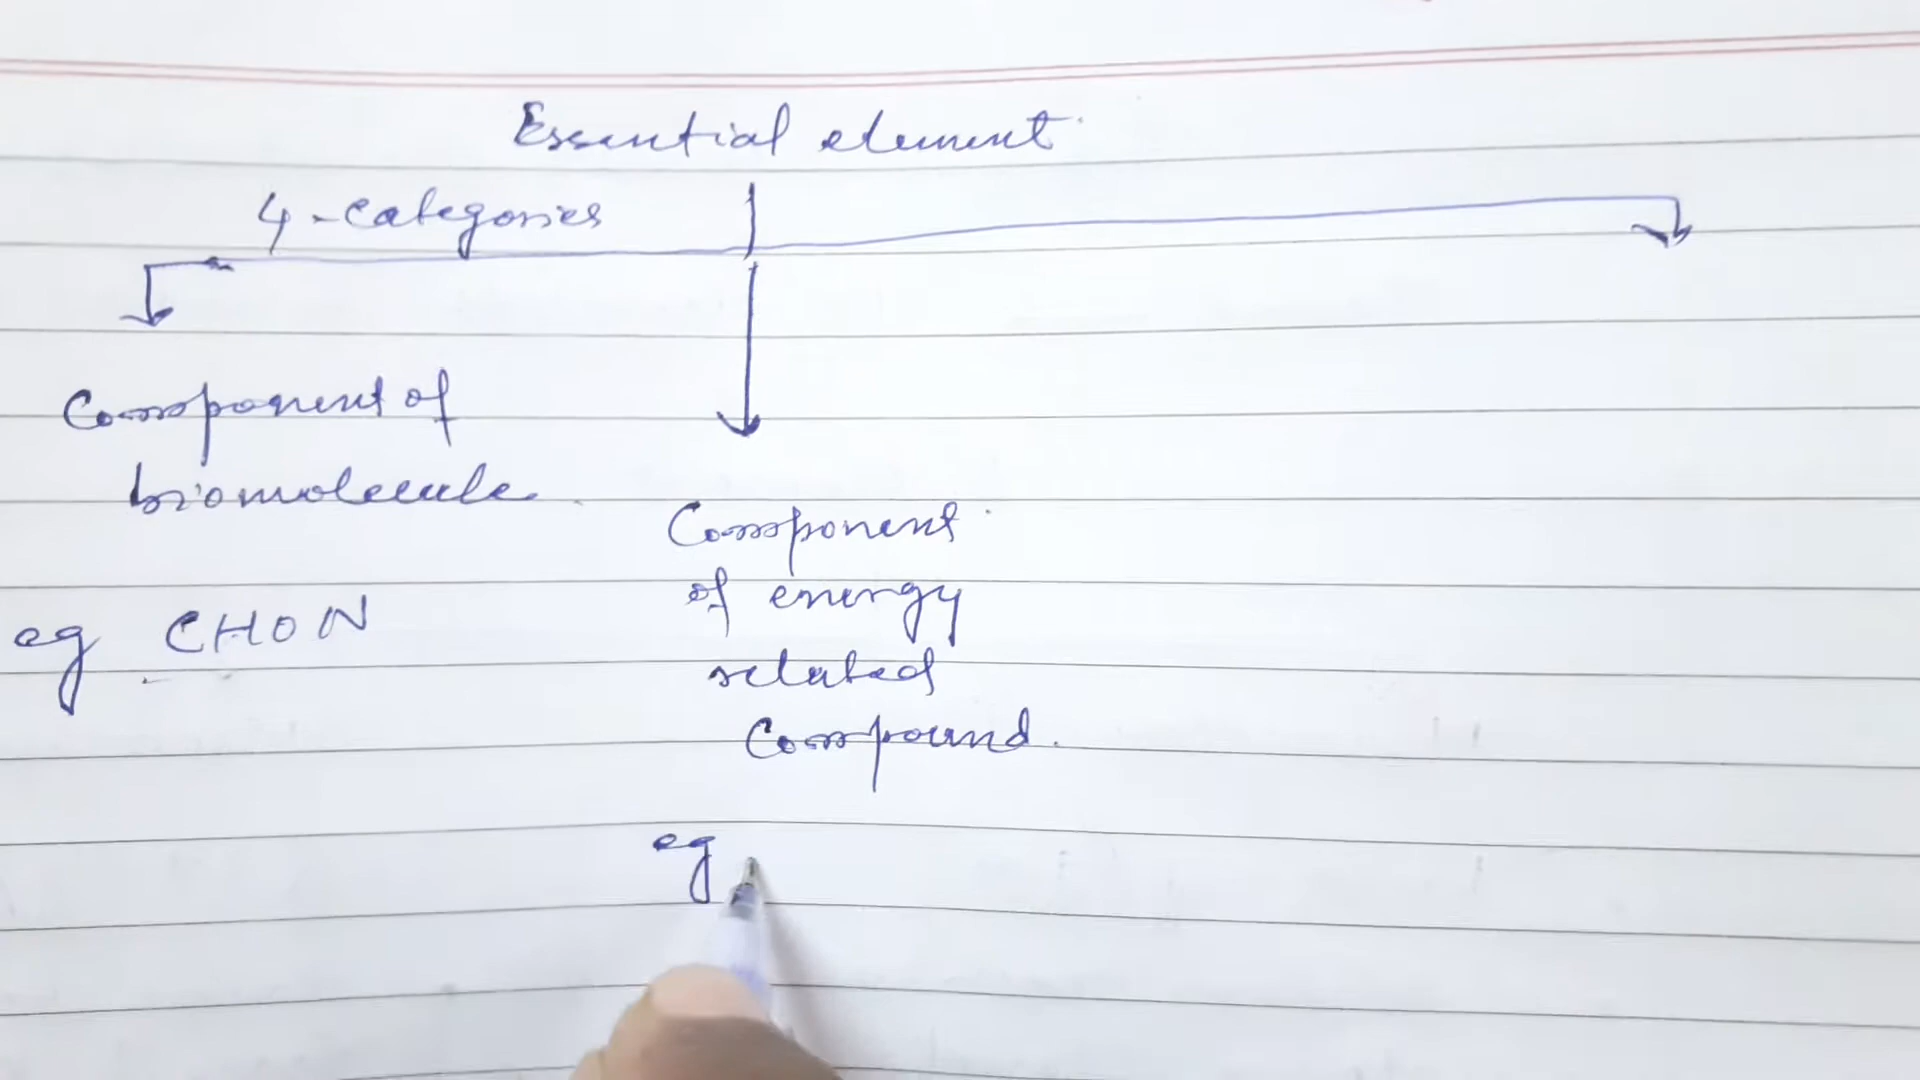 Essential element
4-categories
Component of
biomolecule
eg CHON
Component
of energy
related
Compound.
eg